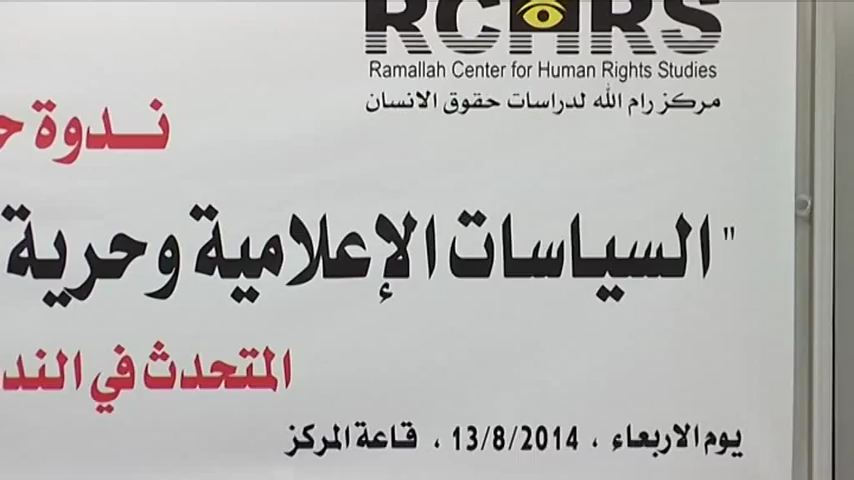 RCHRS
Ramallah Center for Human Rights Studies
مركز رام الله لدراسات حقوق الانسان
ندوة
"السياسات الإعلامية وحرية
المتحدث في
يوم الاربعاء ، 13/8/2014 ، قاعة المركز